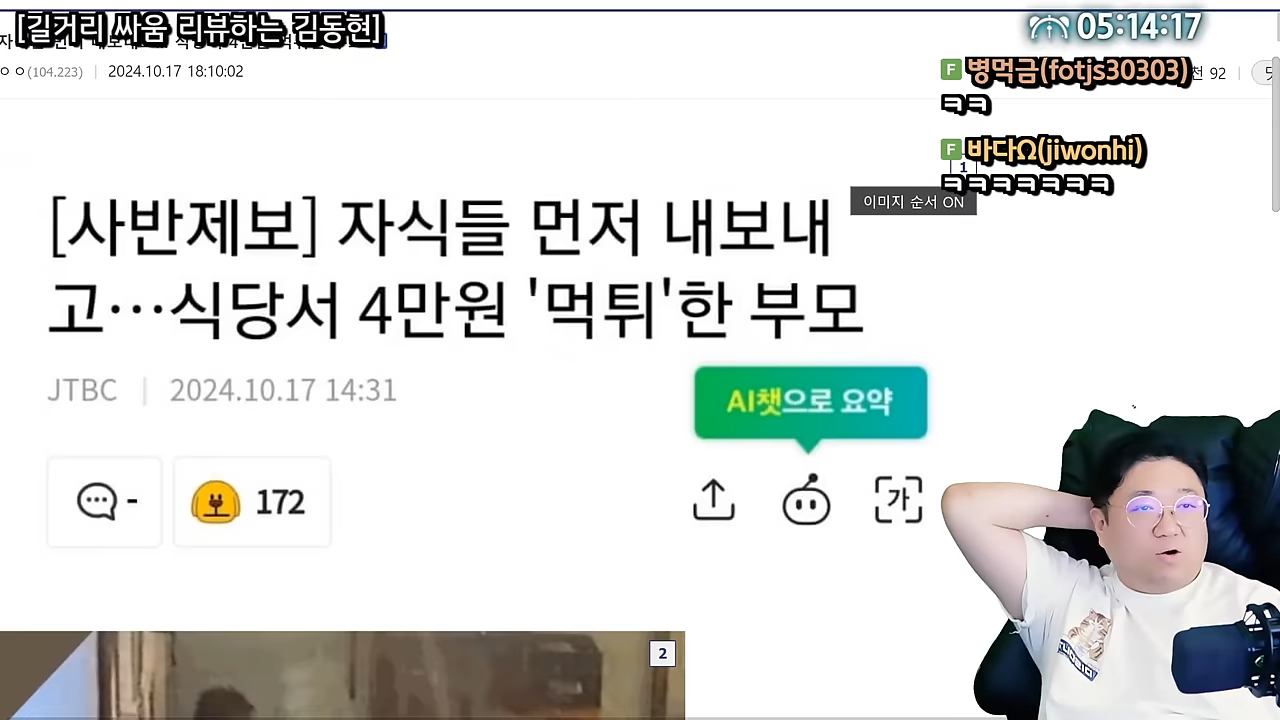 [길거리 싸움 리뷰하는 김동현]
05:14:17
ㅇㅇ(104.223) | 2024.10.17 18:10:02
92
F 병먹금(fotjs30303)
ㅋㅋ
F 바다Ω(jiwonhi)
1
ㅋㅋㅋㅋㅋㅋㅋ
이미지 순서 ON
[사반제보] 자식들 먼저 내보내
고…식당서 4만원 '먹튀'한 부모
JTBC | 2024.10.17 14:31
AI챗으로 요약
- 172
가
2